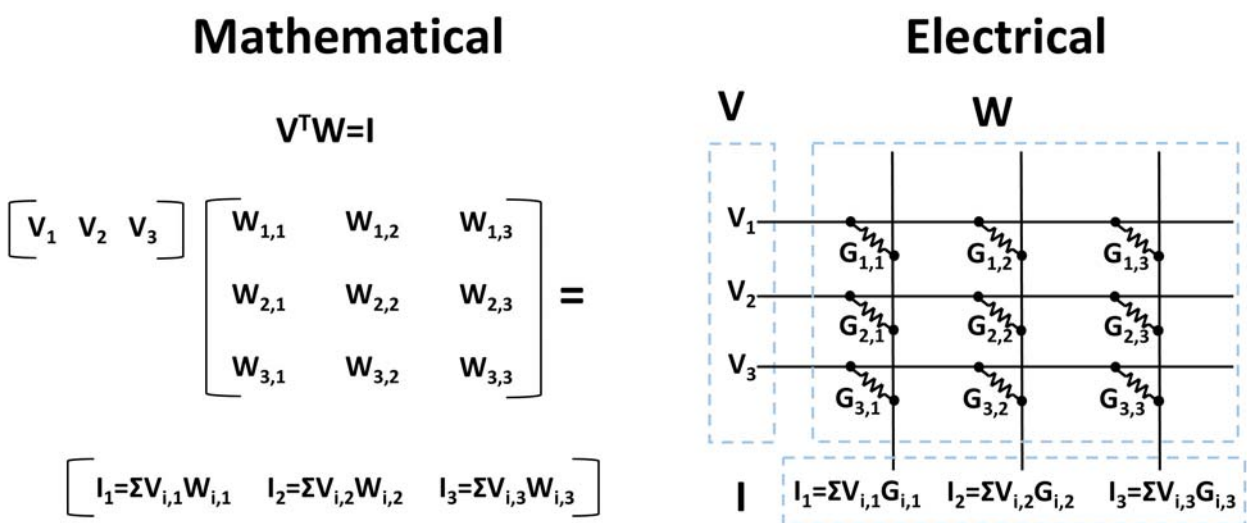 Mathematical
VᵀW=I
V₁ V₂ V₃
W₁,₁ W₁,₂ W₁,₃
W₂,₁ W₂,₂ W₂,₃
W₃,₁ W₃,₂ W₃,₃
=
I₁=ΣVᵢ,₁Wᵢ,₁ I₂=ΣVᵢ,₂Wᵢ,₂ I₃=ΣVᵢ,₃Wᵢ,₃
Electrical
V W
V₁
G₁,₁ G₁,₂ G₁,₃
V₂
G₂,₁ G₂,₂ G₂,₃
V₃
G₃,₁ G₃,₂ G₃,₃
I I₁=ΣVᵢ,₁Gᵢ,₁ I₂=ΣVᵢ,₂Gᵢ,₂ I₃=ΣVᵢ,₃Gᵢ,₃